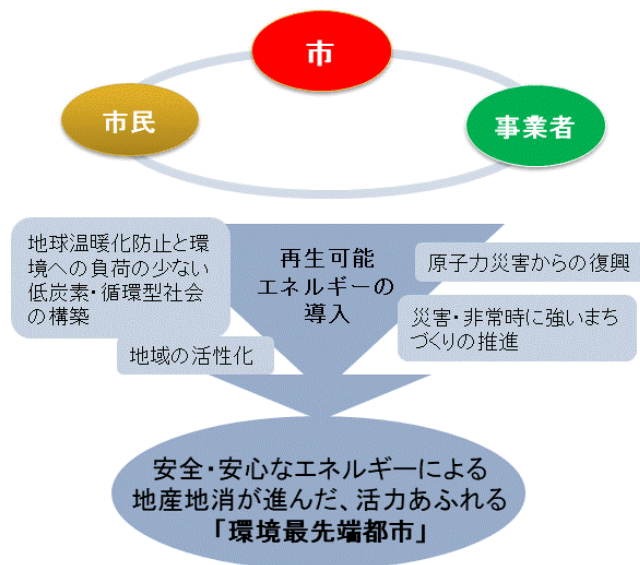 市
市民
事業者
地球温暖化防止と環
境への負荷の少ない
低炭素・循環型社会
の構築
再生可能
エネルギーの
導入
原子力災害からの復興
災害・非常時に強いまち
づくりの推進
地域の活性化
安全・安心なエネルギーによる
地産地消が進んだ、活力あふれる
「環境最先端都市」